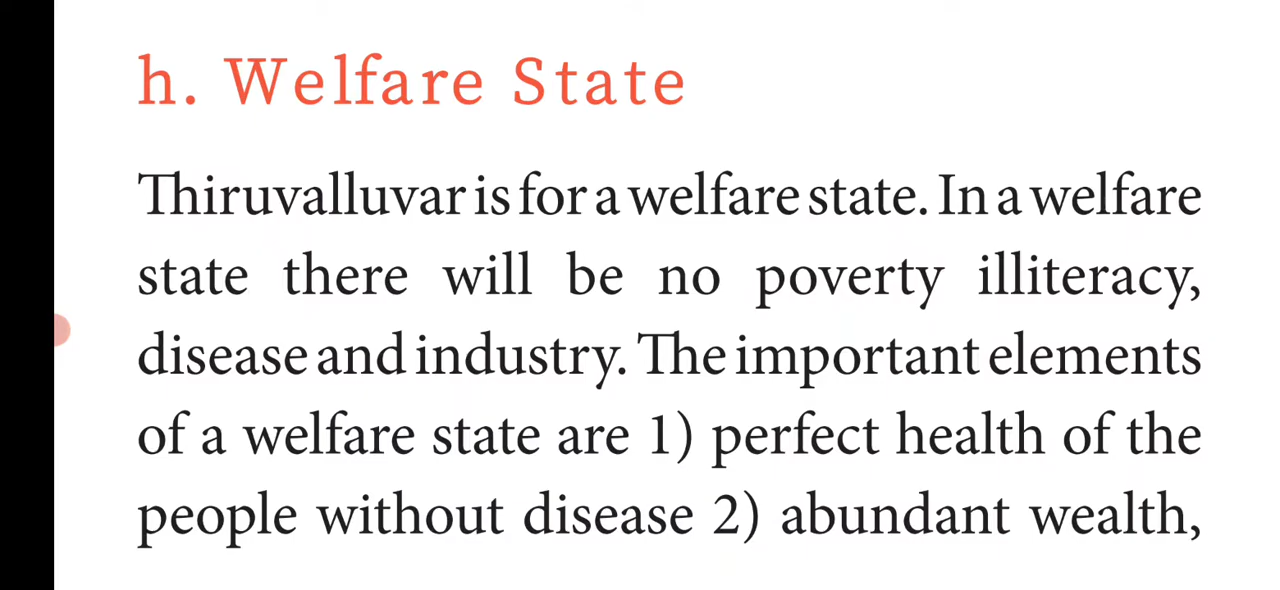 h. Welfare State
Thiruvalluvar is for a welfare state. In a welfare
state there will be no poverty illiteracy,
disease and industry. The important elements
of a welfare state are 1) perfect health of the
people without disease 2) abundant wealth,